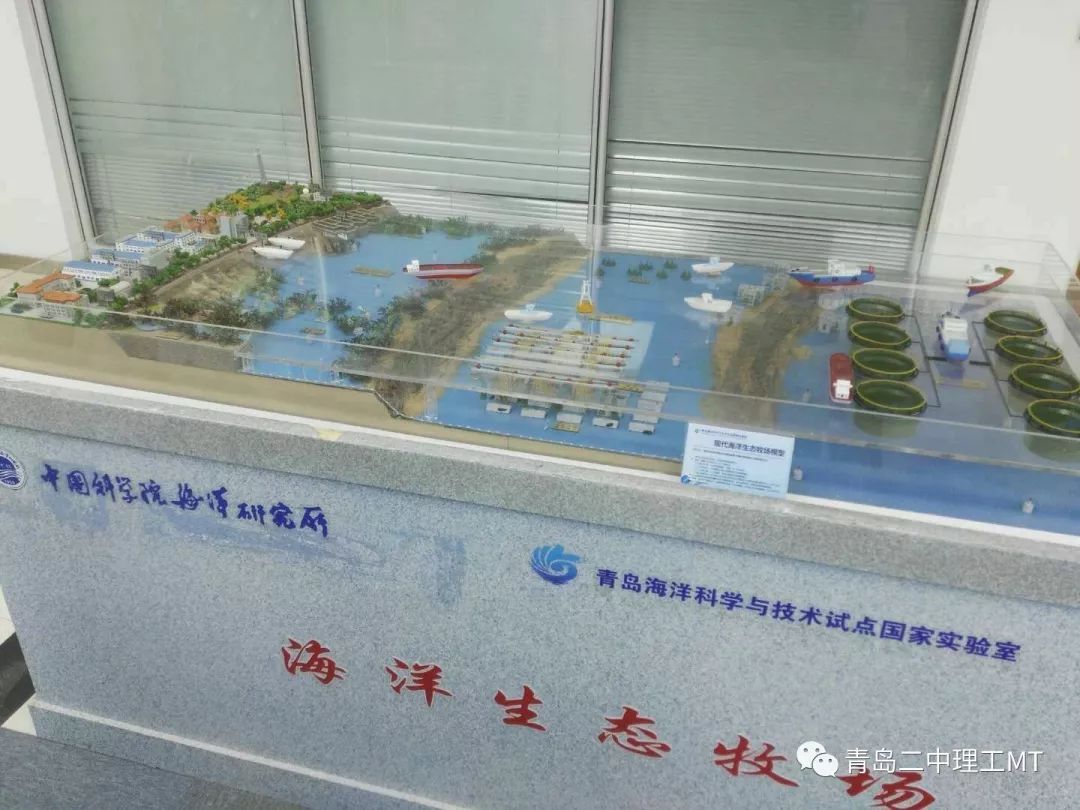 现代海洋生态牧场模型
中国科学院海洋研究所
青岛海洋科学与技术试点国家实验室
海洋生态牧场
青岛二中理工MT